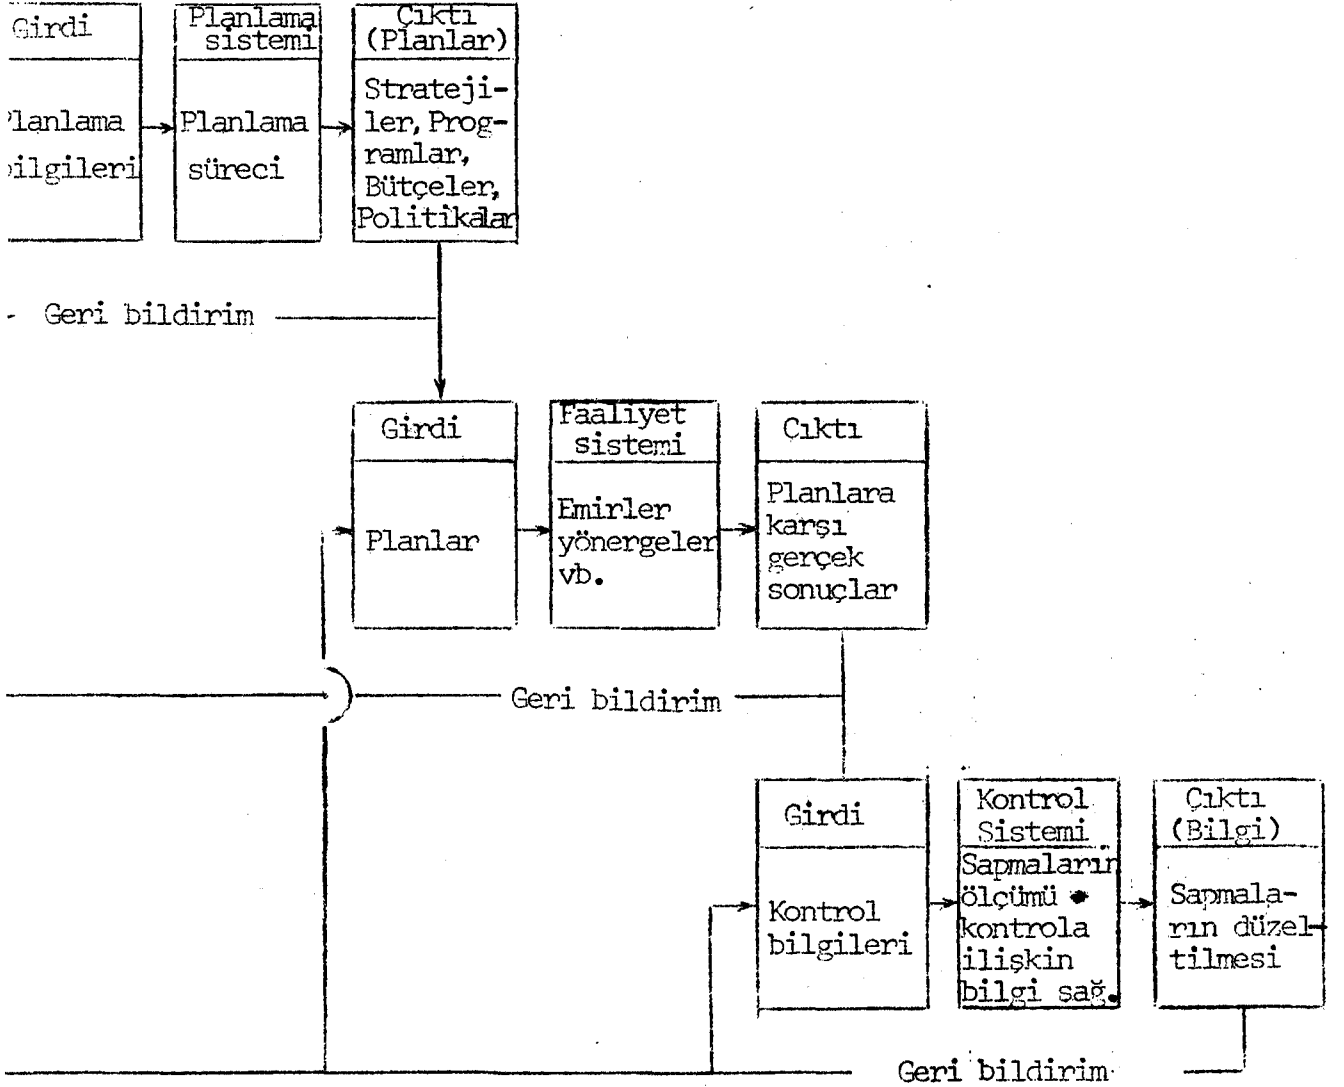 Girdi
Planlama
bilgileri
Planlama
sistemi
Planlama
süreci
Çıktı
(Planlar)
Strateji-
ler, Prog-
ramlar,
Bütçeler,
Politikalar
Geri bildirim
Girdi
Planlar
Faaliyet
sistemi
Emirler
yönergeler
vb.
Çıktı
Planlara
karşı
gerçek
sonuçlar
Geri bildirim
Girdi
Kontrol
bilgileri
Kontrol
Sistemi
Sapmaların
ölçümü
kontrola
ilişkin
bilgi sağ.
Çıktı
(Bilgi)
Sapmala-
rın düzel-
tilmesi
Geri bildirim